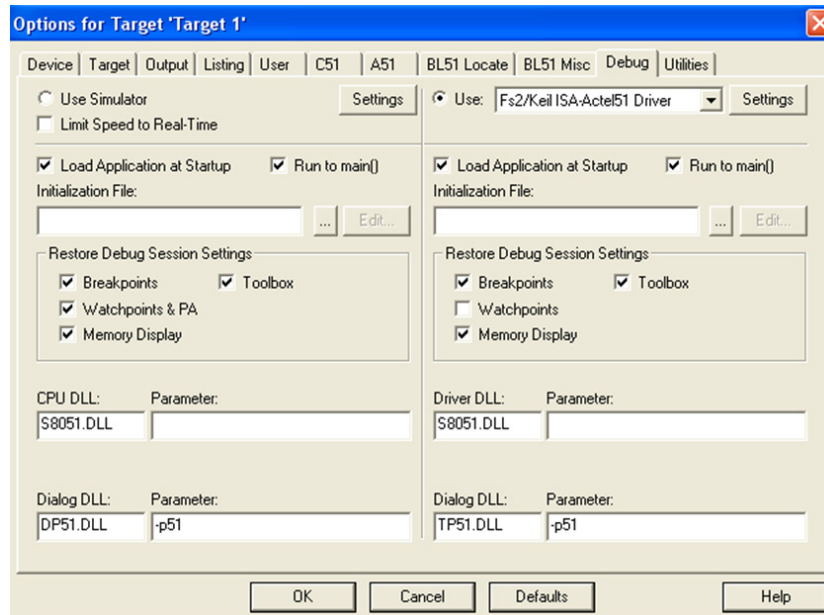 Options for Target 'Target 1'
Device Target Output Listing User C51 A51 BL51 Locate BL51 Misc Debug Utilities
Use Simulator Settings Use: Fs2/Keil ISA-Actel51 Driver Settings
Limit Speed to Real-Time
Load Application at Startup Run to main() Load Application at Startup Run to main()
Initialization File: Initialization File:
... Edit... ... Edit...
Restore Debug Session Settings Restore Debug Session Settings
Breakpoints Toolbox Breakpoints Toolbox
Watchpoints & PA Watchpoints
Memory Display Memory Display
CPU DLL: Parameter: Driver DLL: Parameter:
S8051.DLL S8051.DLL
Dialog DLL: Parameter: Dialog DLL: Parameter:
DP51.DLL -p51 TP51.DLL -p51
OK Cancel Defaults Help